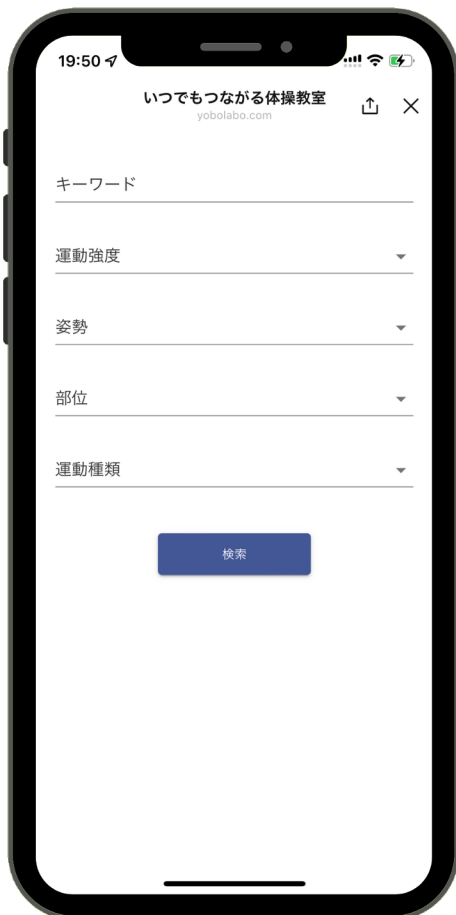 19:50
いつでもつながる体操教室
yobolabo.com
キーワード
運動強度
姿勢
部位
運動種類
検索